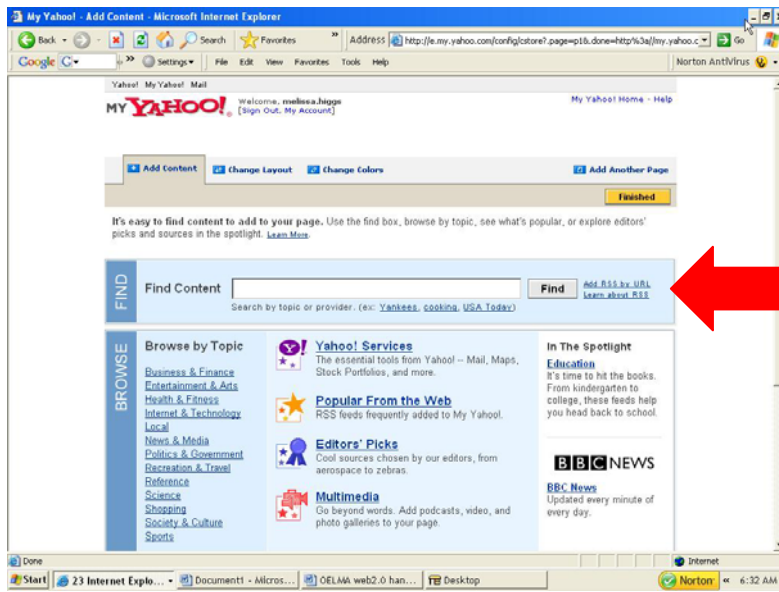 My Yahoo! - Add Content - Microsoft Internet Explorer
Back Search Favorites » Address http://e.my.yahoo.com/config/cstore?.page=p1&.done=http%3a//my.yahoo.c Go
Google G Settings File Edit View Favorites Tools Help Norton AntiVirus
Yahoo! My Yahoo! Mail
MY YAHOO! Welcome, melissa.higgs My Yahoo! Home - Help
[Sign Out, My Account]
Add Content Change Layout Change Colors Add Another Page
Finished
It's easy to find content to add to your page. Use the find box, browse by topic, see what's popular, or explore editors'
picks and sources in the spotlight. Learn More.
FIND
Find Content Find Add RSS by URL
Learn about RSS
Search by topic or provider. (ex: Yankees, cooking, USA Today)
BROWSE
Browse by Topic
Business & Finance
Entertainment & Arts
Health & Fitness
Internet & Technology
Local
News & Media
Politics & Government
Recreation & Travel
Reference
Science
Shopping
Society & Culture
Sports
Yahoo! Services
The essential tools from Yahoo! -- Mail, Maps,
Stock Portfolios, and more.
Popular From the Web
RSS feeds frequently added to My Yahoo!.
Editors' Picks
Cool sources chosen by our editors, from
aerospace to zebras.
Multimedia
Go beyond words. Add podcasts, video, and
photo galleries to your page.
In The Spotlight
Education
It's time to hit the books.
From kindergarten to
college, these feeds help
you head back to school.
BBC NEWS
BBC News
Updated every minute of
every day.
Done Internet
Start 23 Internet Explo... Document1 - Micros... OELMA web2.0 han... Desktop Norton « 6:32 AM